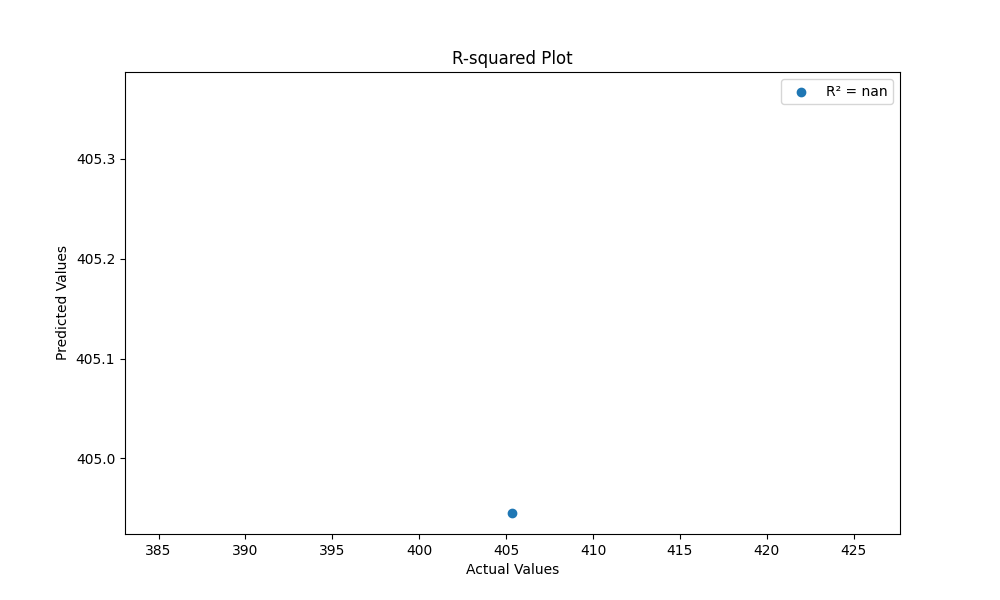 R-squared Plot
R² = nan
405.3
405.2
405.1
405.0
Predicted Values
385 390 395 400 405 410 415 420 425
Actual Values